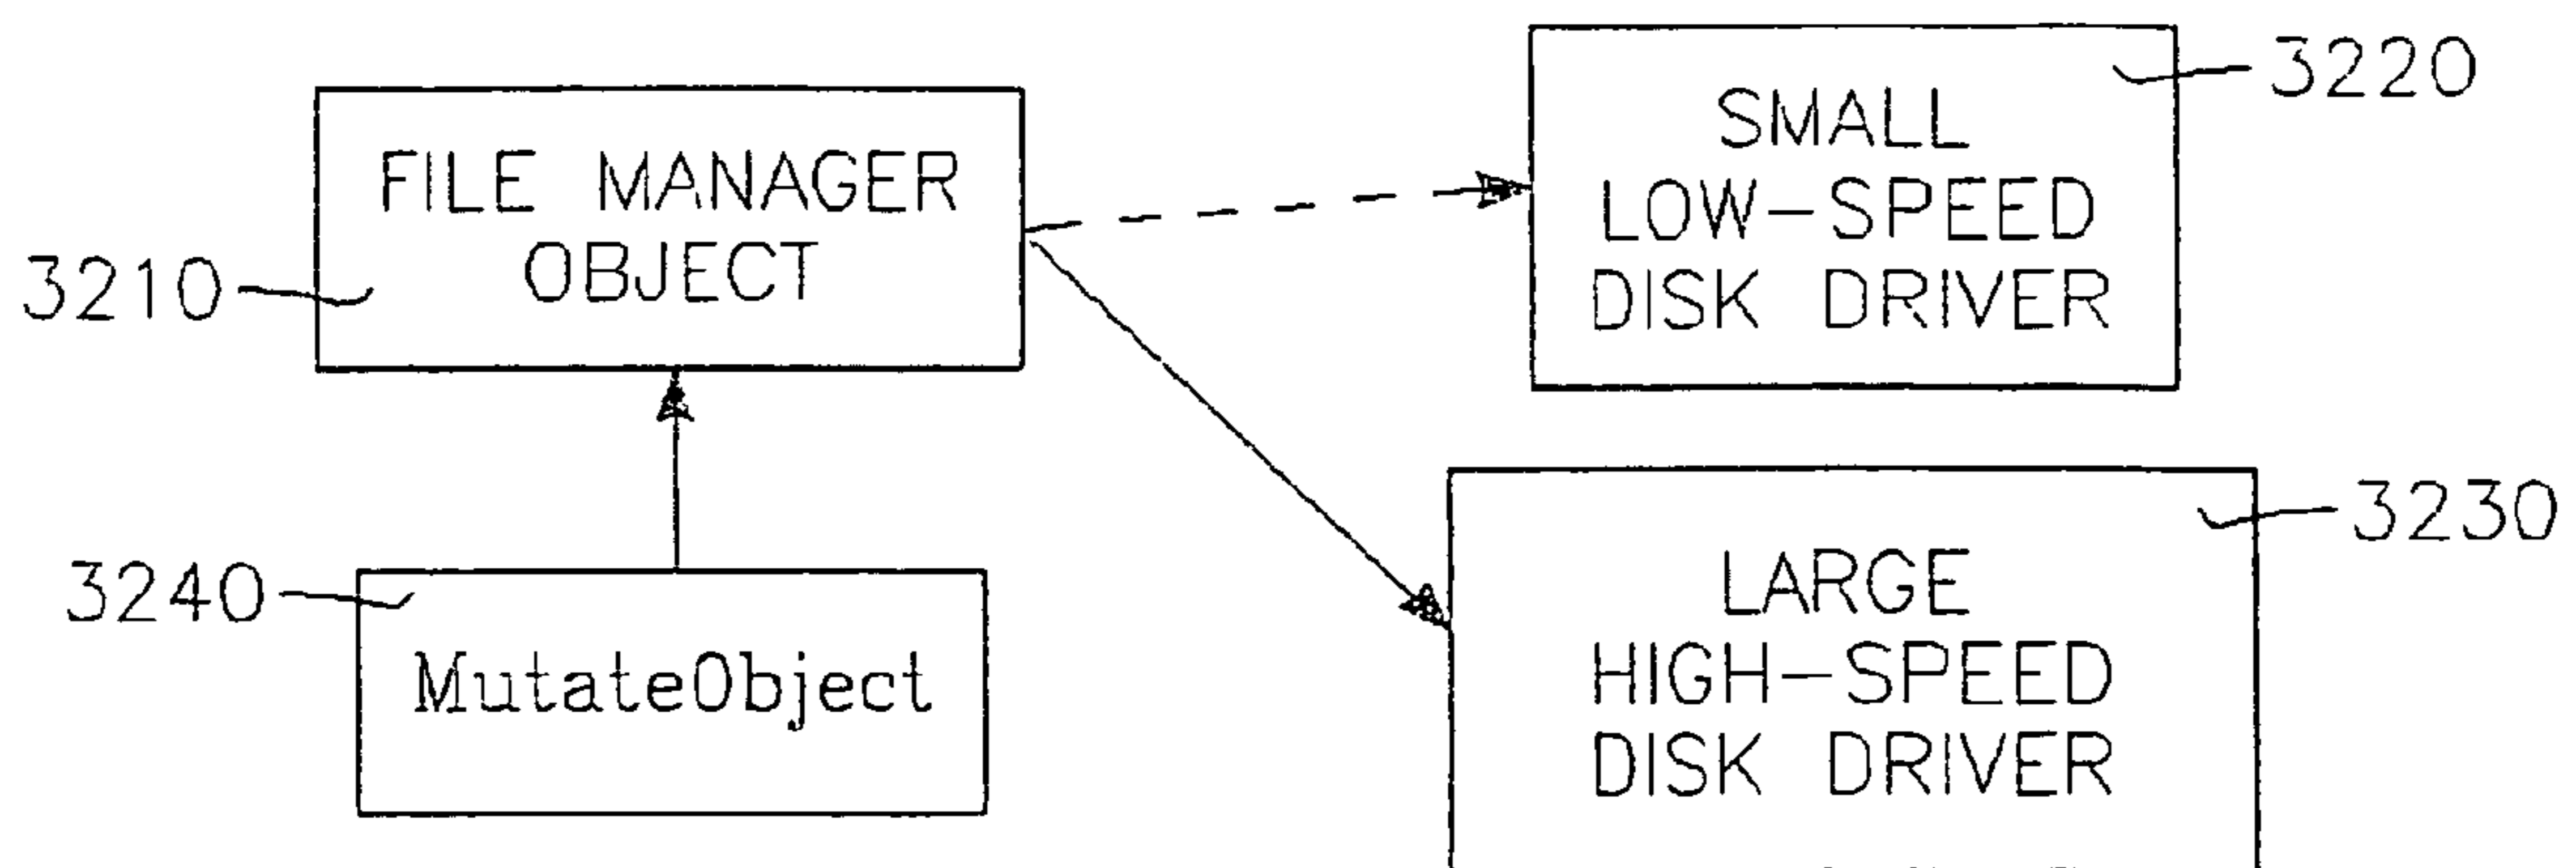 FILE MANAGER
OBJECT
3210
SMALL
LOW-SPEED
DISK DRIVER
3220
3240
MutateObject
LARGE
HIGH-SPEED
DISK DRIVER
3230